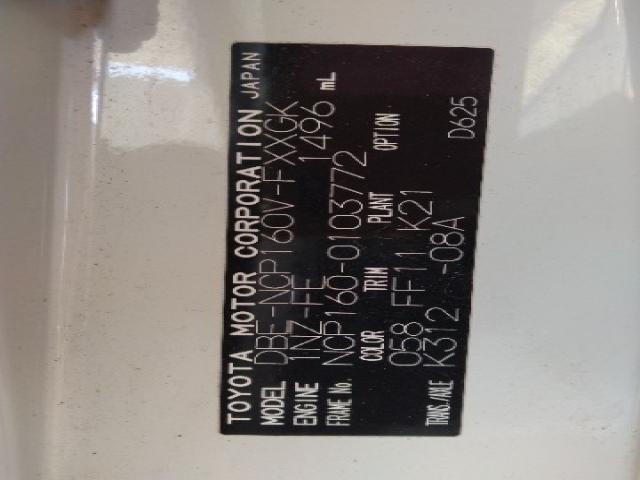 TOYOTA MOTOR CORPORATION JAPAN
MODEL DBE-NCP160V-FXXGK
ENGINE 1NZ-FE 1496 mL
FRAME No. NCP160-0103772
COLOR TRIM PLANT OPTION
058 FF11 K21
TRANS./AXLE K312 -08A D625